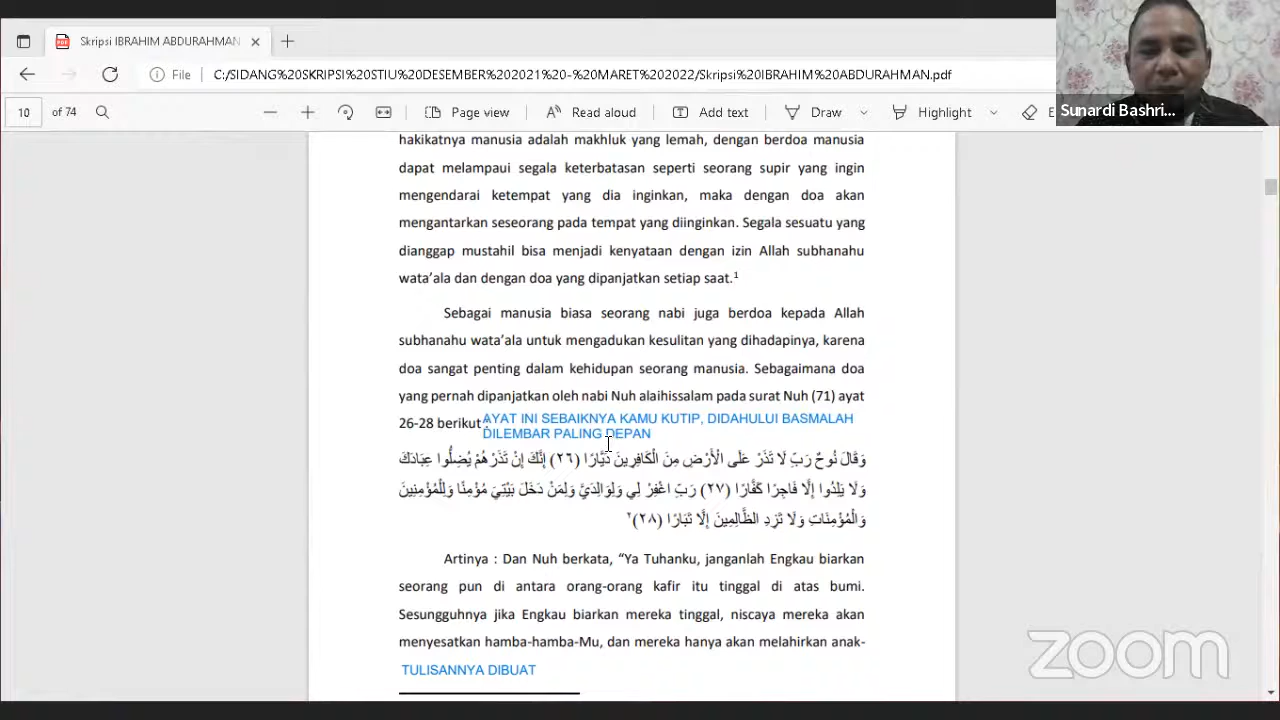 Skripsi IBRAHIM ABDURAHMAN
File C:/SIDANG%20SKRIPSI%20STIU%20DESEMBER%202021%20-%20MARET%202022/Skripsi%20IBRAHIM%20ABDURAHMAN.pdf
10 of 74 Page view Read aloud Add text Draw Highlight
Sunardi Bashri...
hakikatnya manusia adalah makhluk yang lemah, dengan berdoa manusia
dapat melampaui segala keterbatasan seperti seorang supir yang ingin
mengendarai ketempat yang dia inginkan, maka dengan doa akan
mengantarkan seseorang pada tempat yang diinginkan. Segala sesuatu yang
dianggap mustahil bisa menjadi kenyataan dengan izin Allah subhanahu
wata’ala dan dengan doa yang dipanjatkan setiap saat.¹
Sebagai manusia biasa seorang nabi juga berdoa kepada Allah
subhanahu wata’ala untuk mengadukan kesulitan yang dihadapinya, karena
doa sangat penting dalam kehidupan seorang manusia. Sebagaimana doa
yang pernah dipanjatkan oleh nabi Nuh alaihissalam pada surat Nuh (71) ayat
26-28 berikut
AYAT INI SEBAIKNYA KAMU KUTIP, DIDAHULUI BASMALAH
DILEMBAR PALING DEPAN
وَقَالَ نُوحٌ رَبِّ لَا تَذَرْ عَلَى الْأَرْضِ مِنَ الْكَافِرِينَ دَيَّارًا (٢٦) إِنَّكَ إِنْ تَذَرْهُمْ يُضِلُّوا عِبَادَكَ
وَلَا يَلِدُوا إِلَّا فَاجِرًا كَفَّارًا (٢٧) رَبِّ اغْفِرْ لِي وَلِوَالِدَيَّ وَلِمَنْ دَخَلَ بَيْتِيَ مُؤْمِنًا وَلِلْمُؤْمِنِينَ
وَالْمُؤْمِنَاتِ وَلَا تَزِدِ الظَّالِمِينَ إِلَّا تَبَارًا (٢٨)٢
Artinya : Dan Nuh berkata, “Ya Tuhanku, janganlah Engkau biarkan
seorang pun di antara orang-orang kafir itu tinggal di atas bumi.
Sesungguhnya jika Engkau biarkan mereka tinggal, niscaya mereka akan
menyesatkan hamba-hamba-Mu, dan mereka hanya akan melahirkan anak-
TULISANNYA DIBUAT
zoom